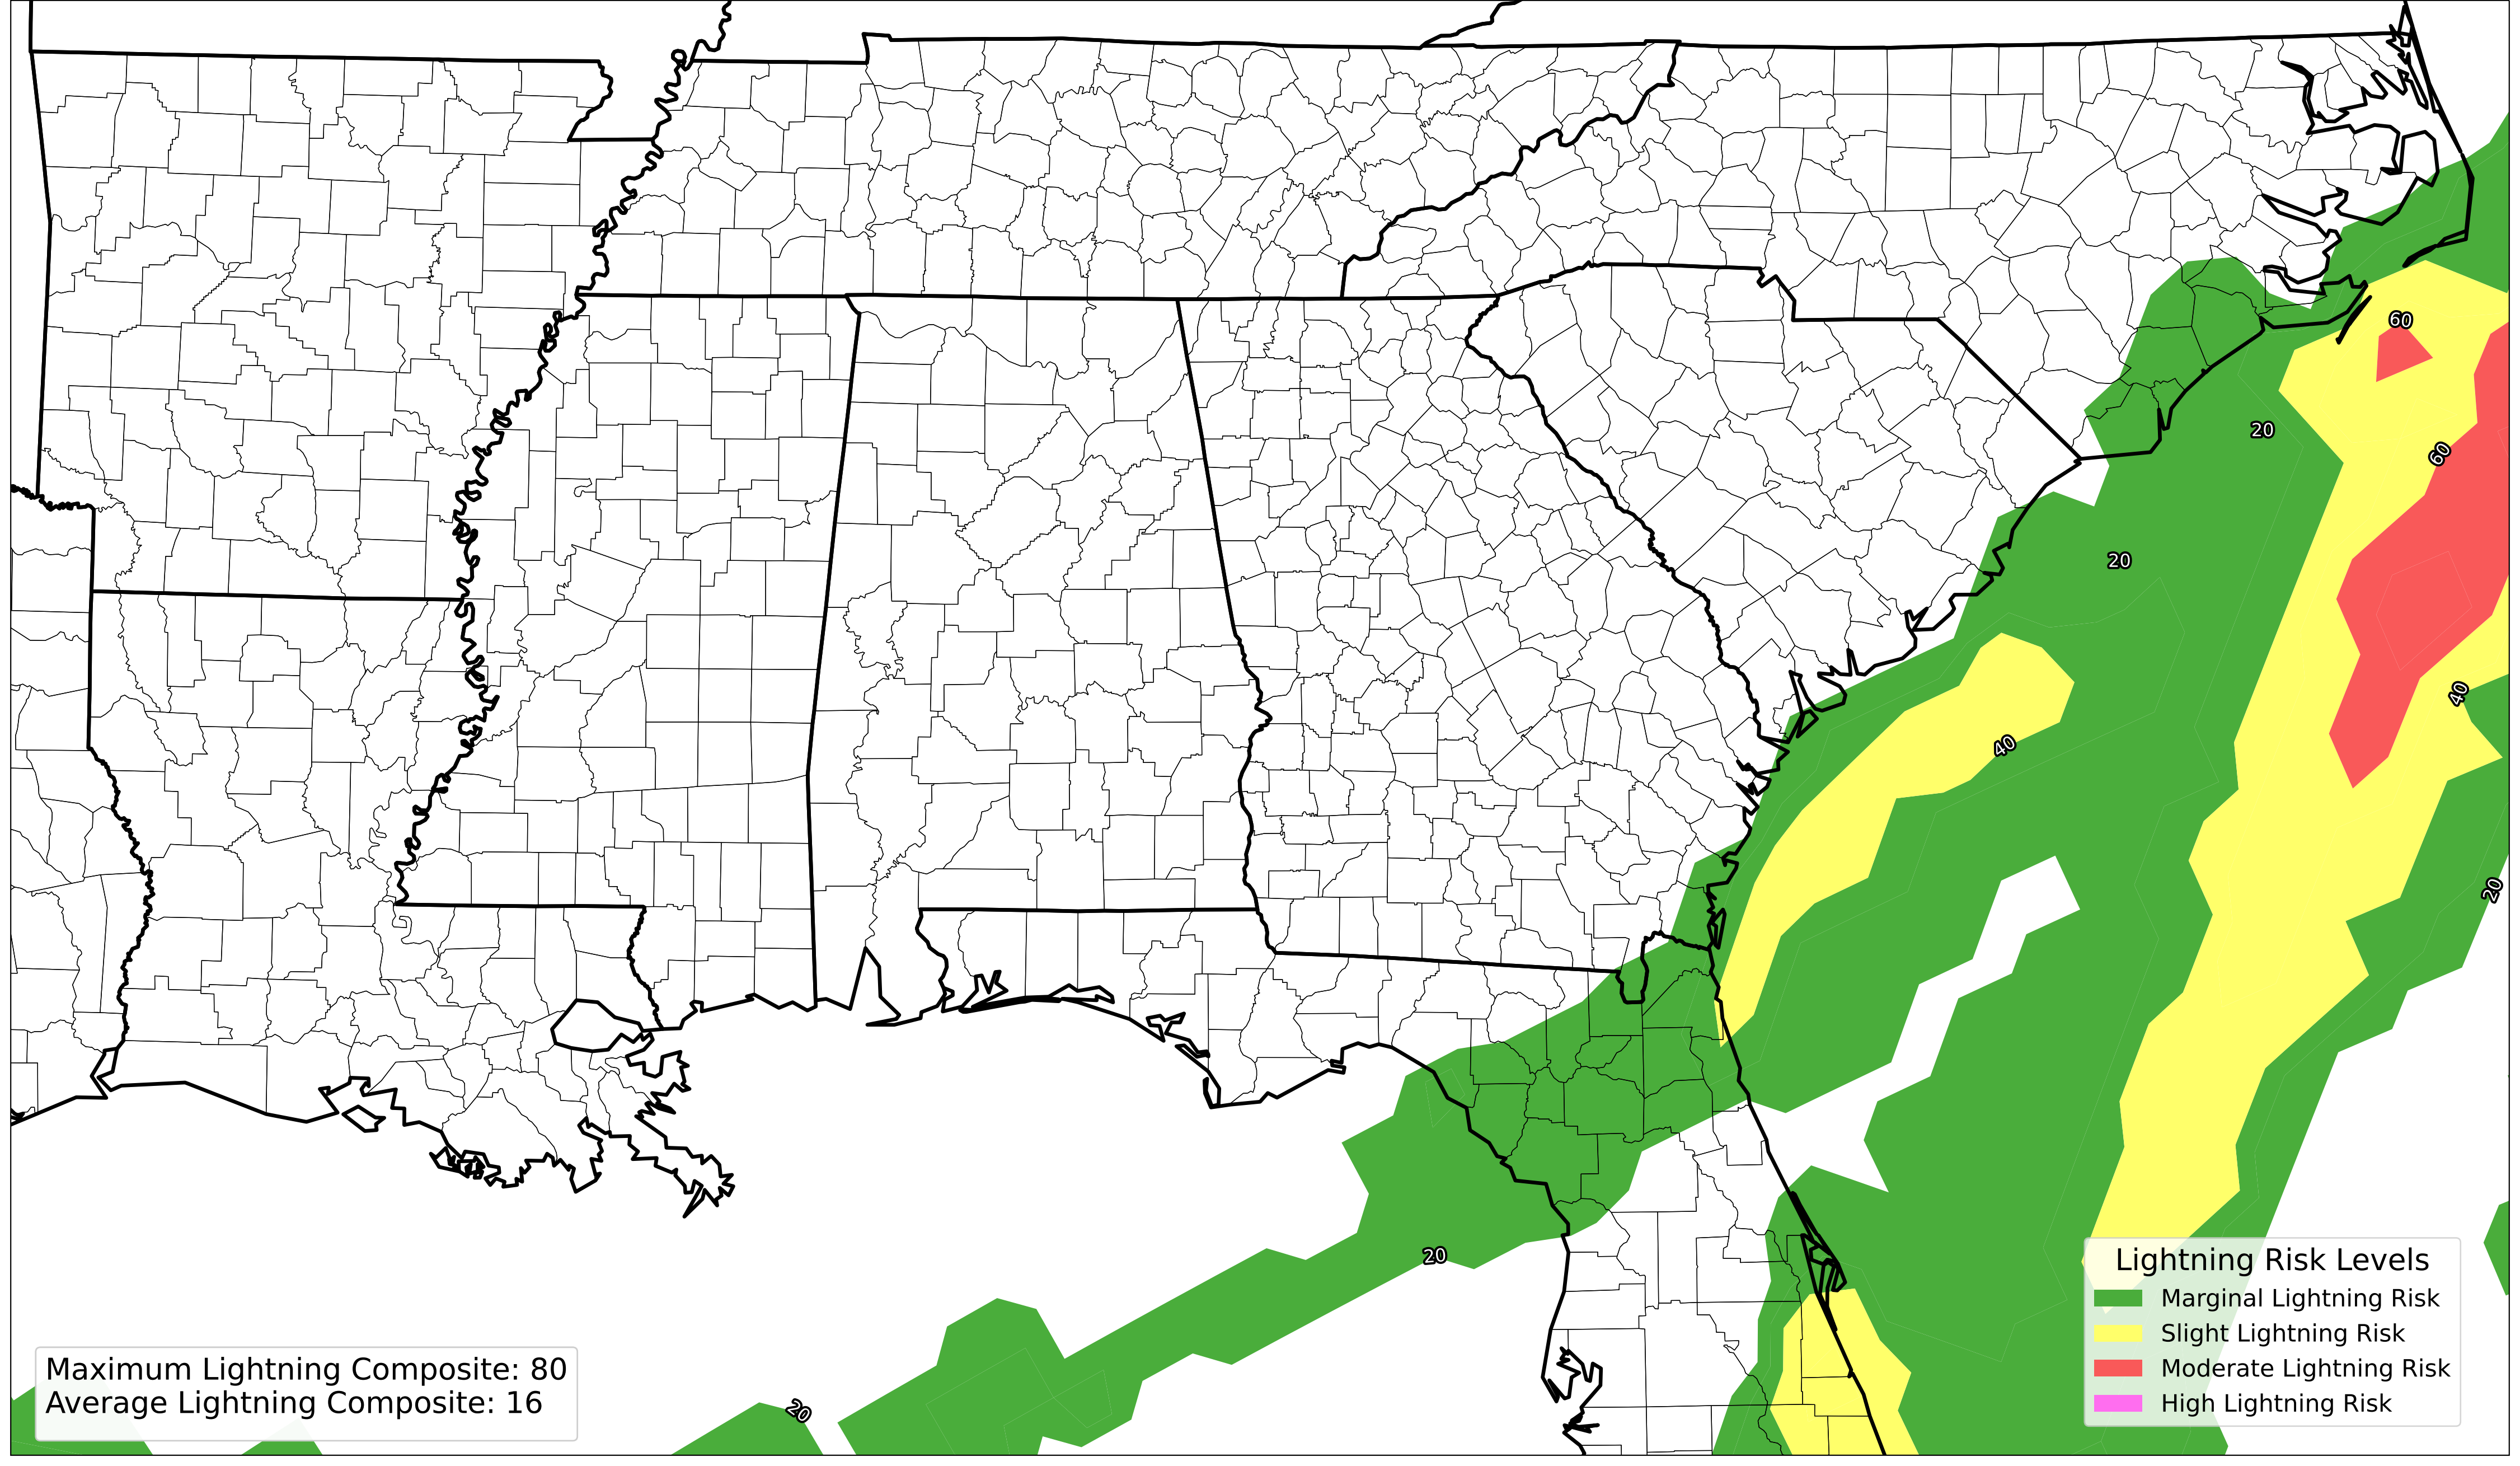 60
20
60
20
40
40
20
20
20
Lightning Risk Levels
Marginal Lightning Risk
Slight Lightning Risk
Moderate Lightning Risk
High Lightning Risk
Maximum Lightning Composite: 80
Average Lightning Composite: 16